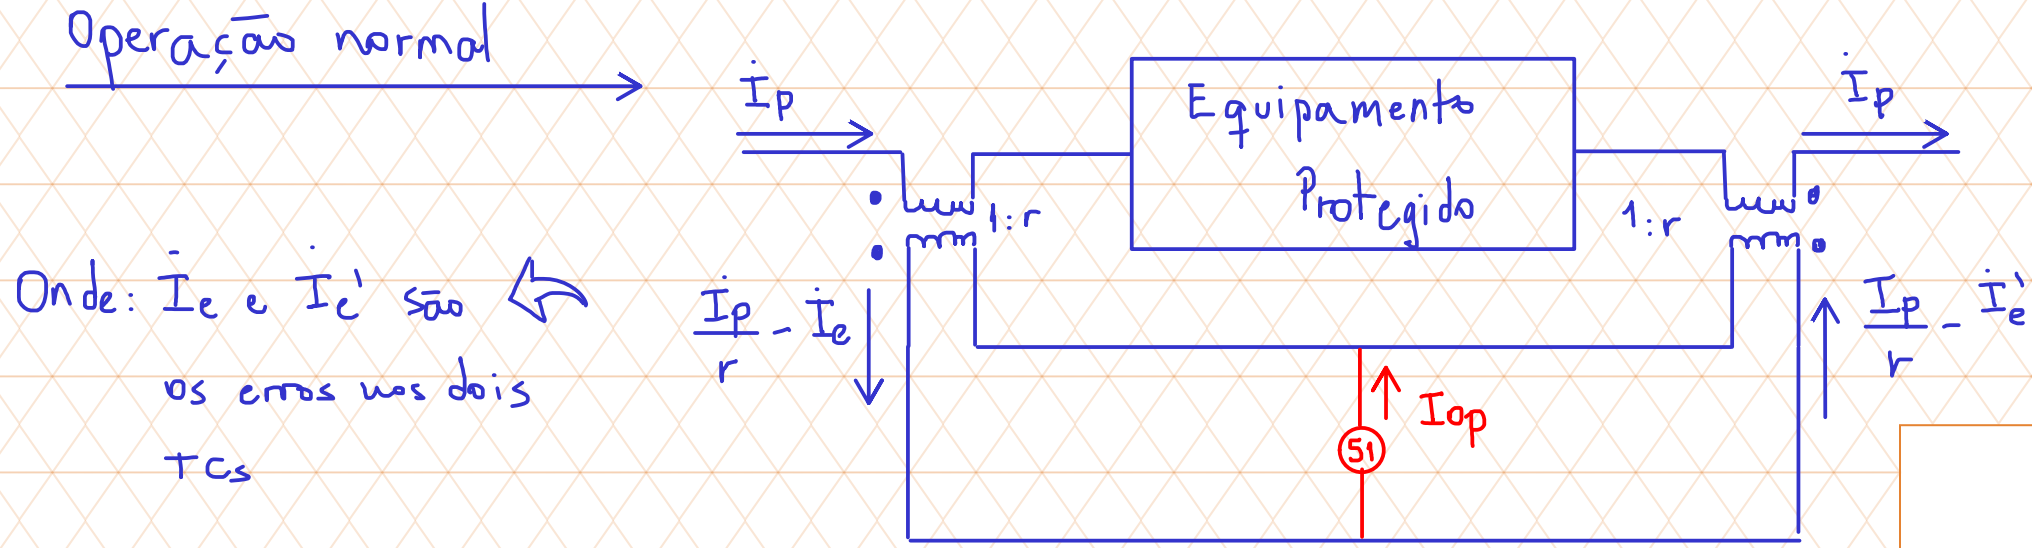 Operação normal
İp
Equipamento
Protegido
İp
1:r
1:r
Onde: İe e İe' são
os erros nos dois
TCs
İp/r - İe
İp/r - İe'
51
Iop